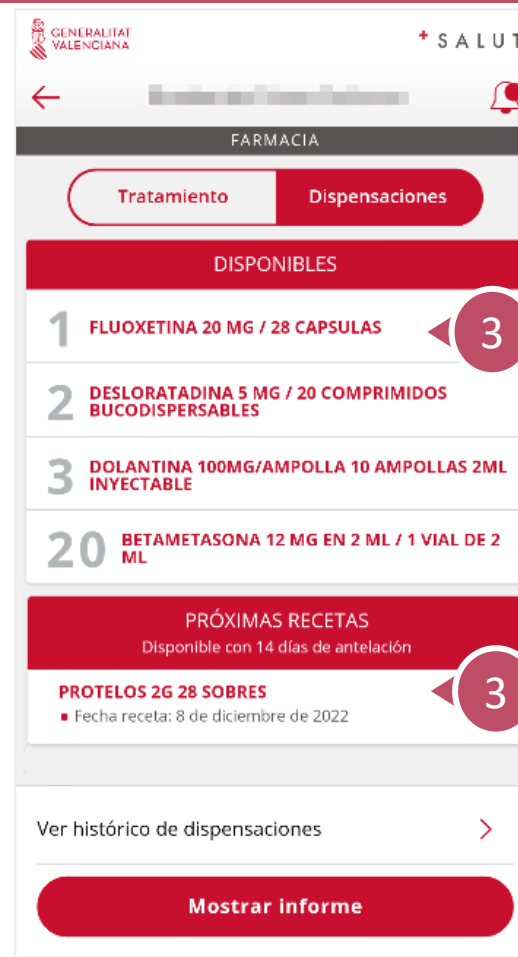 GENERALITAT
VALENCIANA
+ SALUT
FARMACIA
Tratamiento
Dispensaciones
DISPONIBLES
1 FLUOXETINA 20 MG / 28 CAPSULAS
3
2 DESLORATADINA 5 MG / 20 COMPRIMIDOS
BUCODISPERSABLES
3 DOLANTINA 100MG/AMPOLLA 10 AMPOLLAS 2ML
INYECTABLE
20 BETAMETASONA 12 MG EN 2 ML / 1 VIAL DE 2
ML
PRÓXIMAS RECETAS
Disponible con 14 días de antelación
PROTELOS 2G 28 SOBRES
3
Fecha receta: 8 de diciembre de 2022
Ver histórico de dispensaciones
Mostrar informe